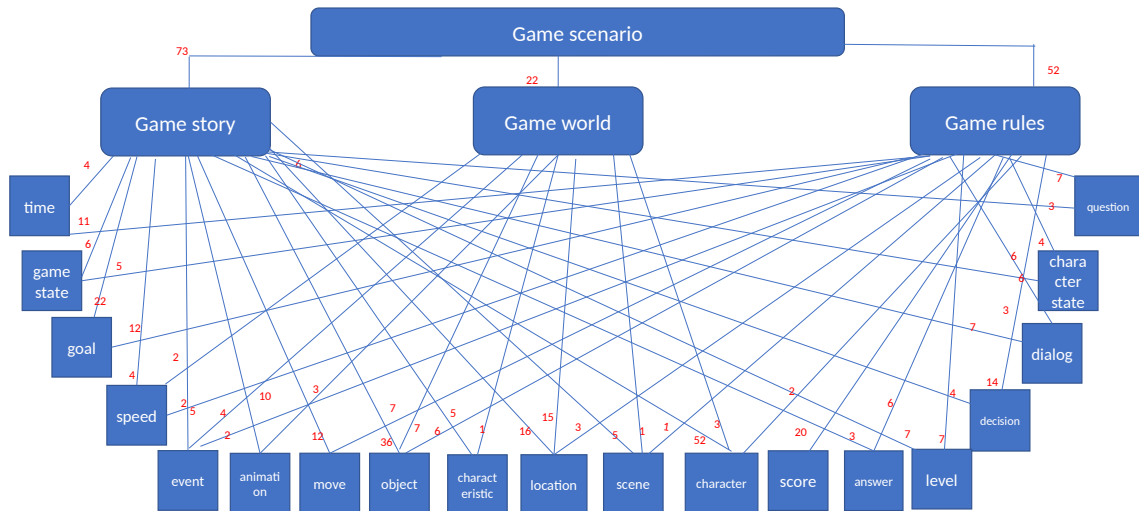 Game scenario
73
22
52
Game story
Game world
Game rules
4
6
7
time
question
3
11
6
4
game
state
5
6
6
chara
cter
state
22
3
12
7
goal
dialog
2
4
speed
2
5
4
2
10
3
7
5
15
2
6
4
14
decision
12
36
7
6
1
16
3
5
1
1
52
3
20
3
7
7
event
animati
on
move
object
charact
eristic
location
scene
character
score
answer
level